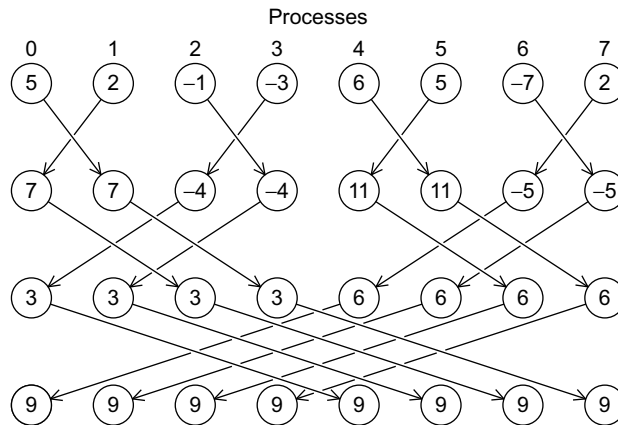 Processes
0 1 2 3 4 5 6 7
5 2 –1 –3 6 5 –7 2
7 7 –4 –4 11 11 –5 –5
3 3 3 3 6 6 6 6
9 9 9 9 9 9 9 9